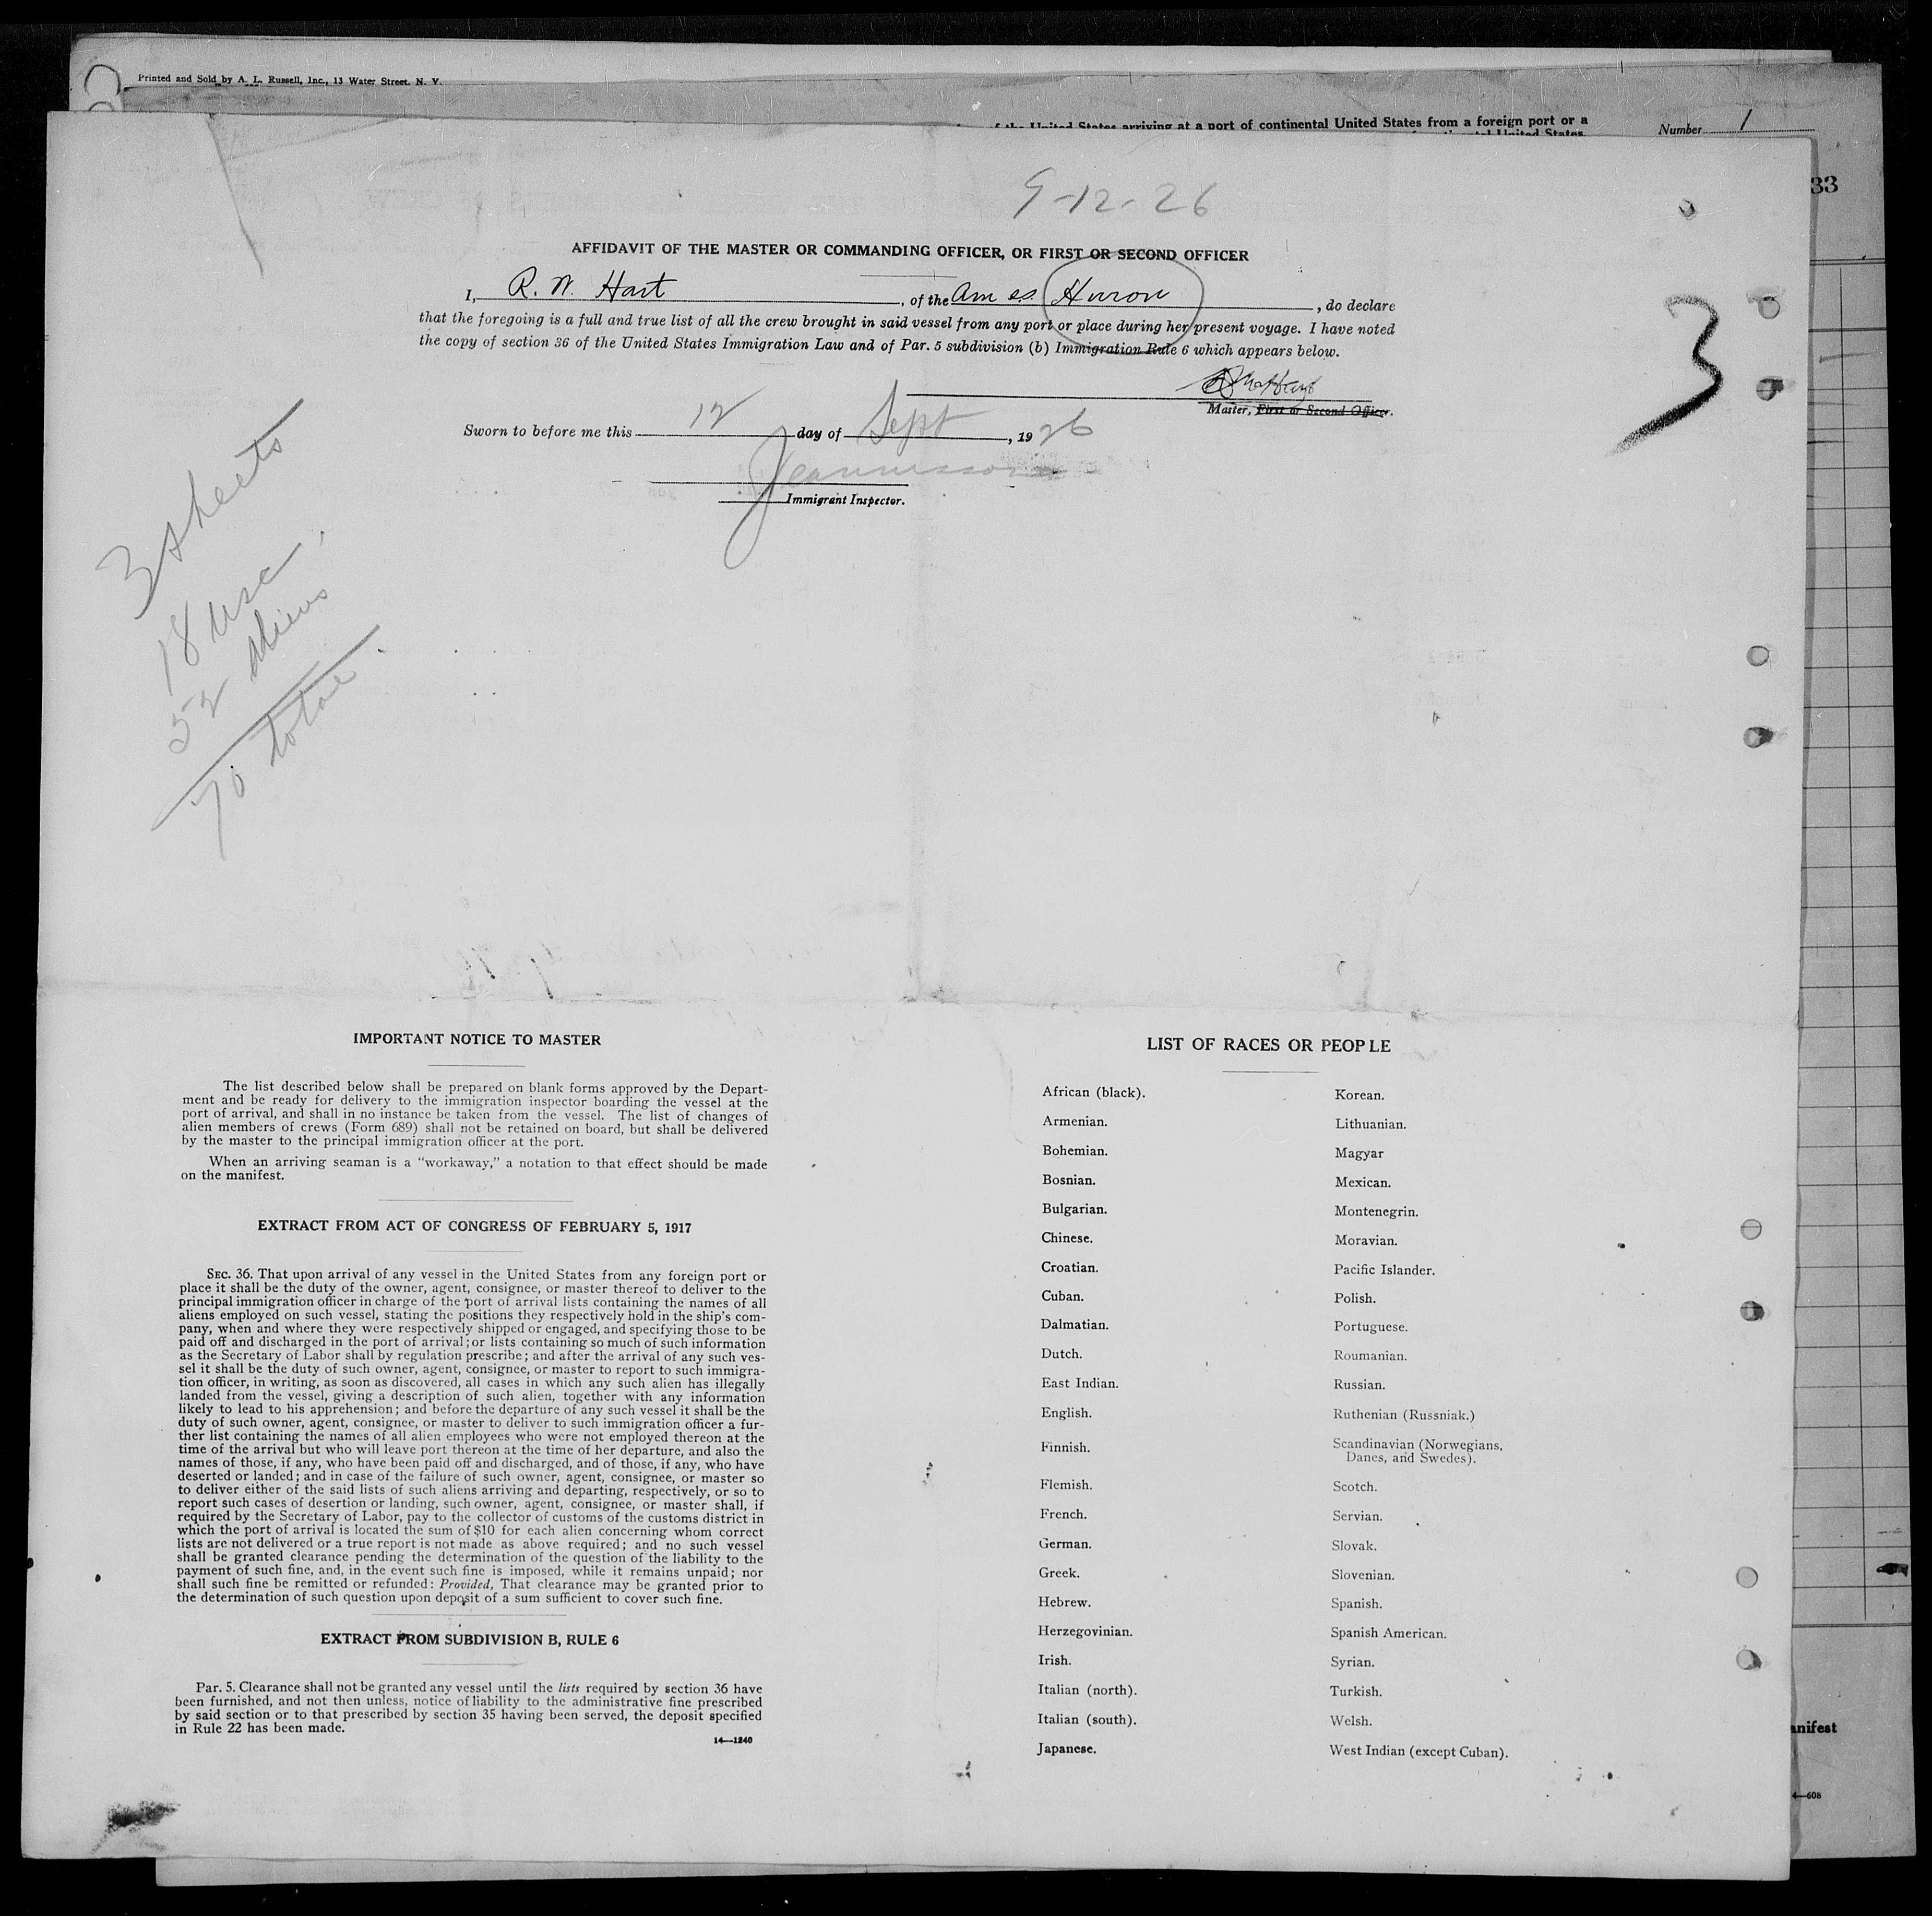 Printed and Sold by A. L. Russell, Inc., 13 Water Street. N. Y.
of the United States arriving at a port of continental United States from a foreign port or a
Number 1
33
9-12-26
AFFIDAVIT OF THE MASTER OR COMMANDING OFFICER, OR FIRST OR SECOND OFFICER
I, R. W. Hart, of the Am ss. Huron, do declare
that the foregoing is a full and true list of all the crew brought in said vessel from any port or place during her present voyage. I have noted
the copy of section 36 of the United States Immigration Law and of Par. 5 subdivision (b) Immigration Rule 6 which appears below.
3
Master, First or Second Officer.
Sworn to before me this 12 day of Sept, 1926
Immigrant Inspector.
3 sheets
18 usc
52 aliens
70 total
IMPORTANT NOTICE TO MASTER
The list described below shall be prepared on blank forms approved by the Depart-
ment and be ready for delivery to the immigration inspector boarding the vessel at the
port of arrival, and shall in no instance be taken from the vessel. The list of changes of
alien members of crews (Form 689) shall not be retained on board, but shall be delivered
by the master to the principal immigration officer at the port.
When an arriving seaman is a "workaway," a notation to that effect should be made
on the manifest.
EXTRACT FROM ACT OF CONGRESS OF FEBRUARY 5, 1917
SEC. 36. That upon arrival of any vessel in the United States from any foreign port or
place it shall be the duty of the owner, agent, consignee, or master thereof to deliver to the
principal immigration officer in charge of the port of arrival lists containing the names of all
aliens employed on such vessel, stating the positions they respectively hold in the ship's com-
pany, when and where they were respectively shipped or engaged, and specifying those to be
paid off and discharged in the port of arrival; or lists containing so much of such information
as the Secretary of Labor shall by regulation prescribe; and after the arrival of any such ves-
sel it shall be the duty of such owner, agent, consignee, or master to report to such immigra-
tion officer, in writing, as soon as discovered, all cases in which any such alien has illegally
landed from the vessel, giving a description of such alien, together with any information
likely to lead to his apprehension; and before the departure of any such vessel it shall be the
duty of such owner, agent, consignee, or master to deliver to such immigration officer a fur-
ther list containing the names of all alien employees who were not employed thereon at the
time of the arrival but who will leave port thereon at the time of her departure, and also the
names of those, if any, who have been paid off and discharged, and of those, if any, who have
deserted or landed; and in case of the failure of such owner, agent, consignee, or master so
to deliver either of the said lists of such aliens arriving and departing, respectively, or so to
report such cases of desertion or landing, such owner, agent, consignee, or master shall, if
required by the Secretary of Labor, pay to the collector of customs of the customs district in
which the port of arrival is located the sum of $10 for each alien concerning whom correct
lists are not delivered or a true report is not made as above required; and no such vessel
shall be granted clearance pending the determination of the question of the liability to the
payment of such fine, and, in the event such fine is imposed, while it remains unpaid; nor
shall such fine be remitted or refunded: Provided, That clearance may be granted prior to
the determination of such question upon deposit of a sum sufficient to cover such fine.
EXTRACT FROM SUBDIVISION B, RULE 6
Par. 5. Clearance shall not be granted any vessel until the lists required by section 36 have
been furnished, and not then unless, notice of liability to the administrative fine prescribed
by said section or to that prescribed by section 35 having been served, the deposit specified
in Rule 22 has been made.
14—1240
LIST OF RACES OR PEOPLE
African (black).
Armenian.
Bohemian.
Bosnian.
Bulgarian.
Chinese.
Croatian.
Cuban.
Dalmatian.
Dutch.
East Indian.
English.
Finnish.
Flemish.
French.
German.
Greek.
Hebrew.
Herzegovinian.
Irish.
Italian (north).
Italian (south).
Japanese.
Korean.
Lithuanian.
Magyar
Mexican.
Montenegrin.
Moravian.
Pacific Islander.
Polish.
Portuguese.
Roumanian.
Russian.
Ruthenian (Russniak.)
Scandinavian (Norwegians,
Danes, and Swedes).
Scotch.
Servian.
Slovak.
Slovenian.
Spanish.
Spanish American.
Syrian.
Turkish.
Welsh.
West Indian (except Cuban).
anifest
4—608